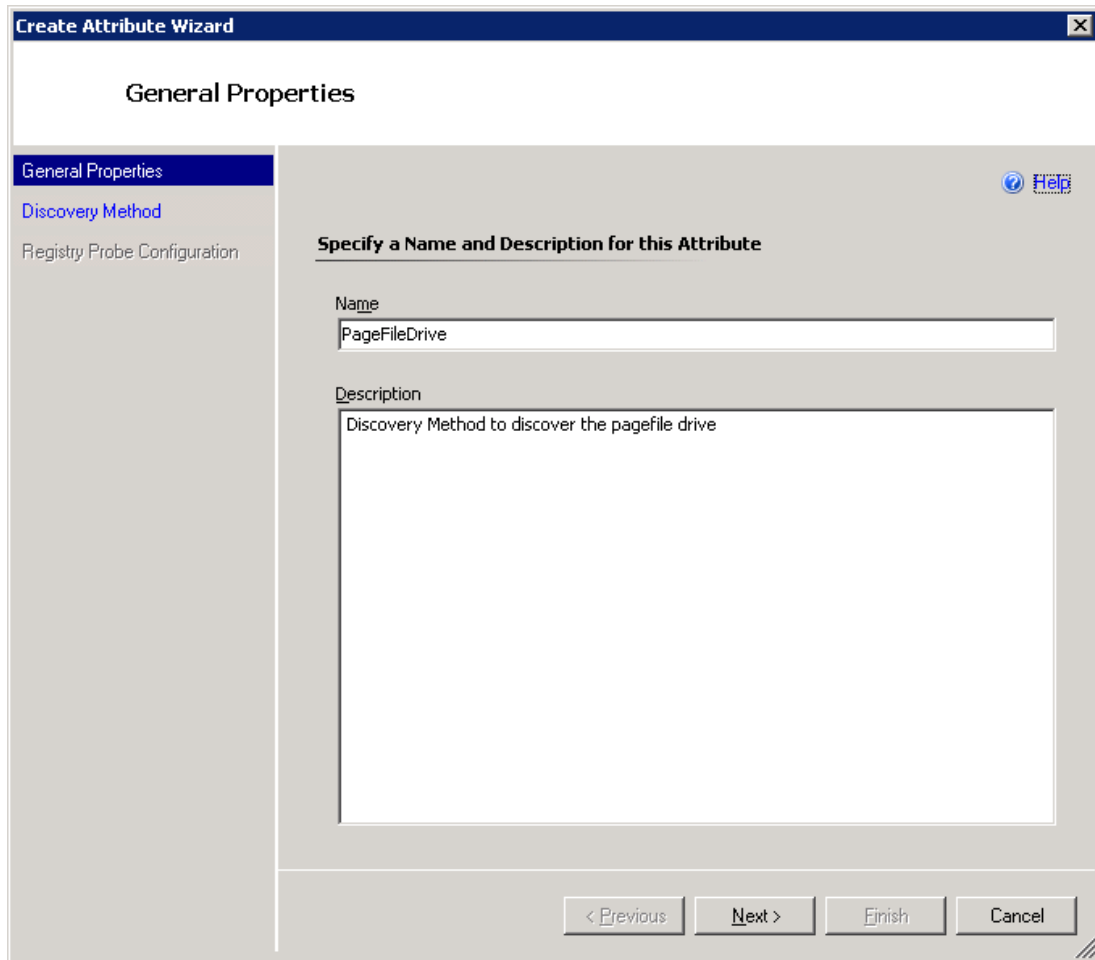 Create Attribute Wizard
General Properties
General Properties
Discovery Method
Registry Probe Configuration
Help
Specify a Name and Description for this Attribute
Name
PageFileDrive
Description
Discovery Method to discover the pagefile drive
< Previous
Next >
Finish
Cancel